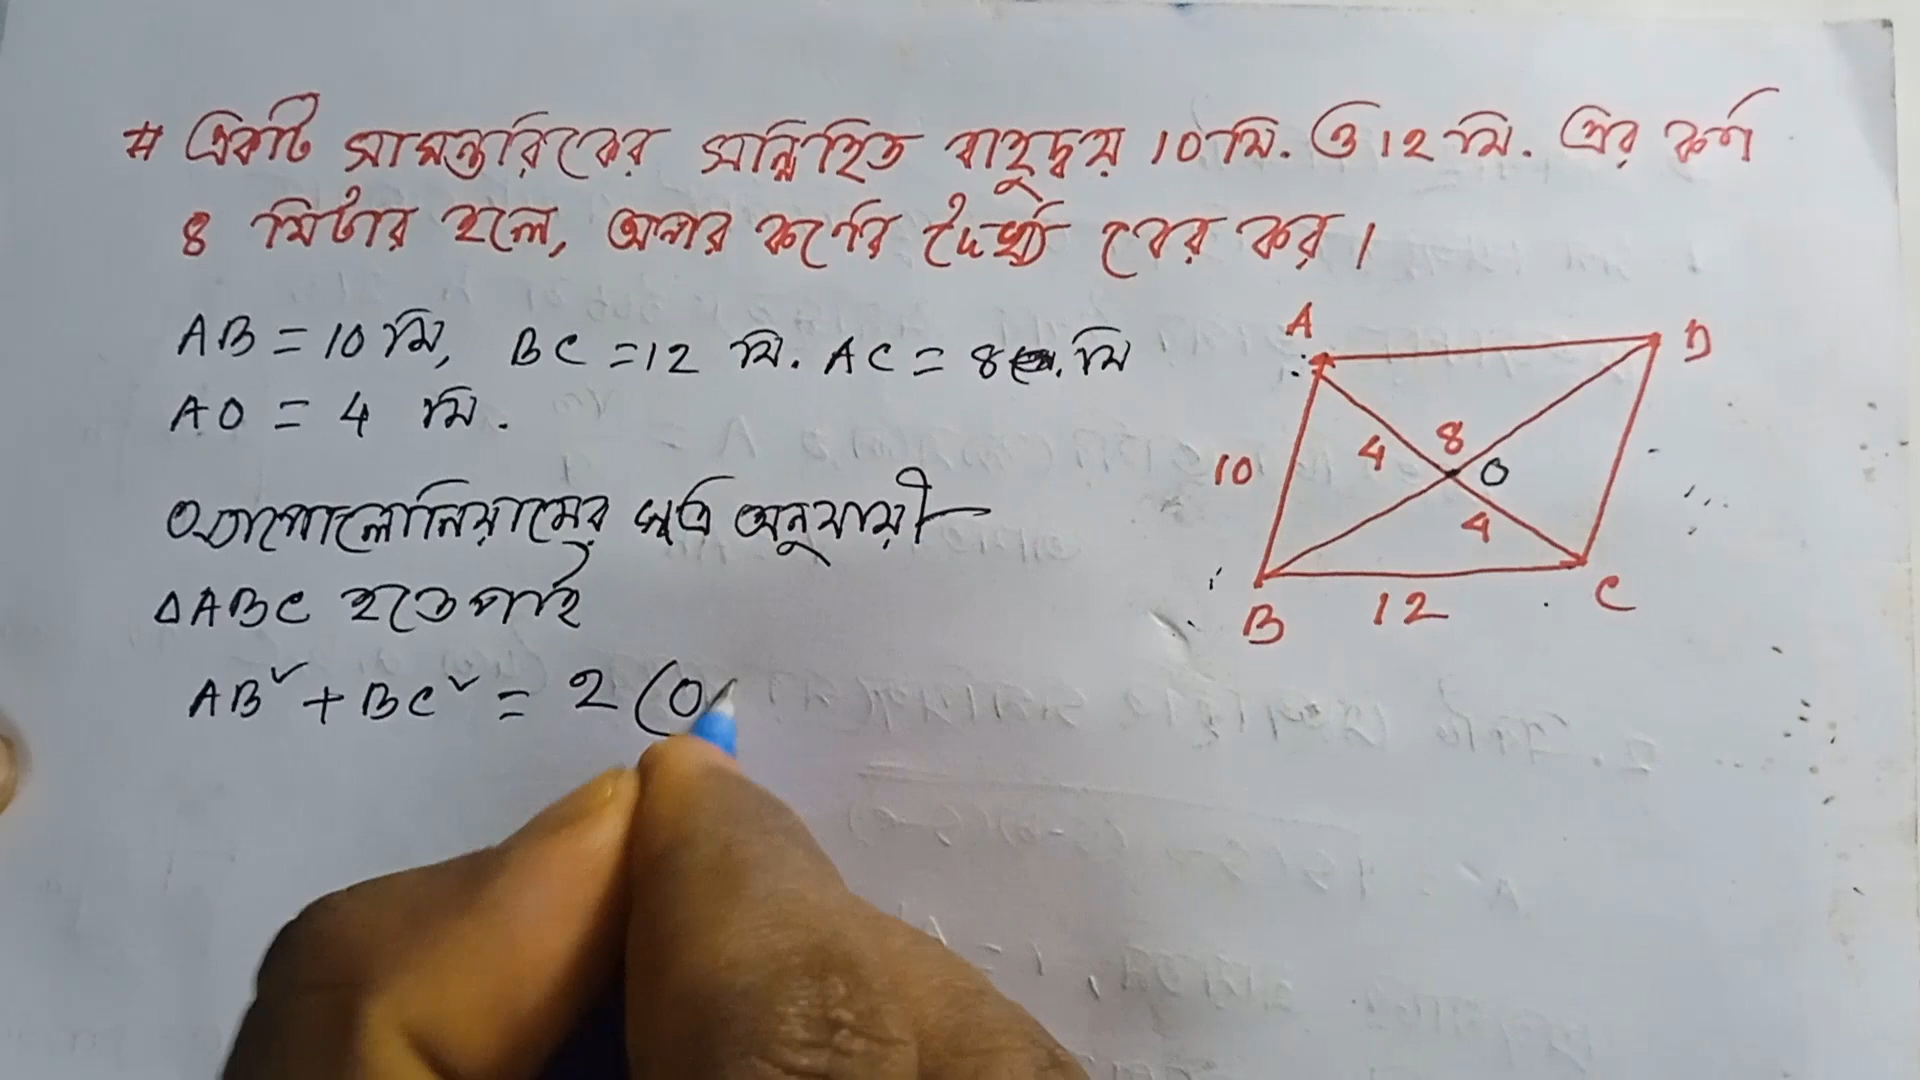 # একটি সামন্তরিকের সন্নিহিত বাহুদ্বয় 10 মি. ও 12 মি. এর কর্ণ
8 মিটার হলে, অপর কর্ণের দৈর্ঘ্য বের কর।
AB = 10 মি, BC = 12 মি. AC = 8 মি
AO = 4 মি.
এ্যাপোলোনিয়াসের সূত্র অনুযায়ী
△ABC হতে পাই
AB² + BC² = 2 (O
A
D
10
4
8
O
4
B
12
C